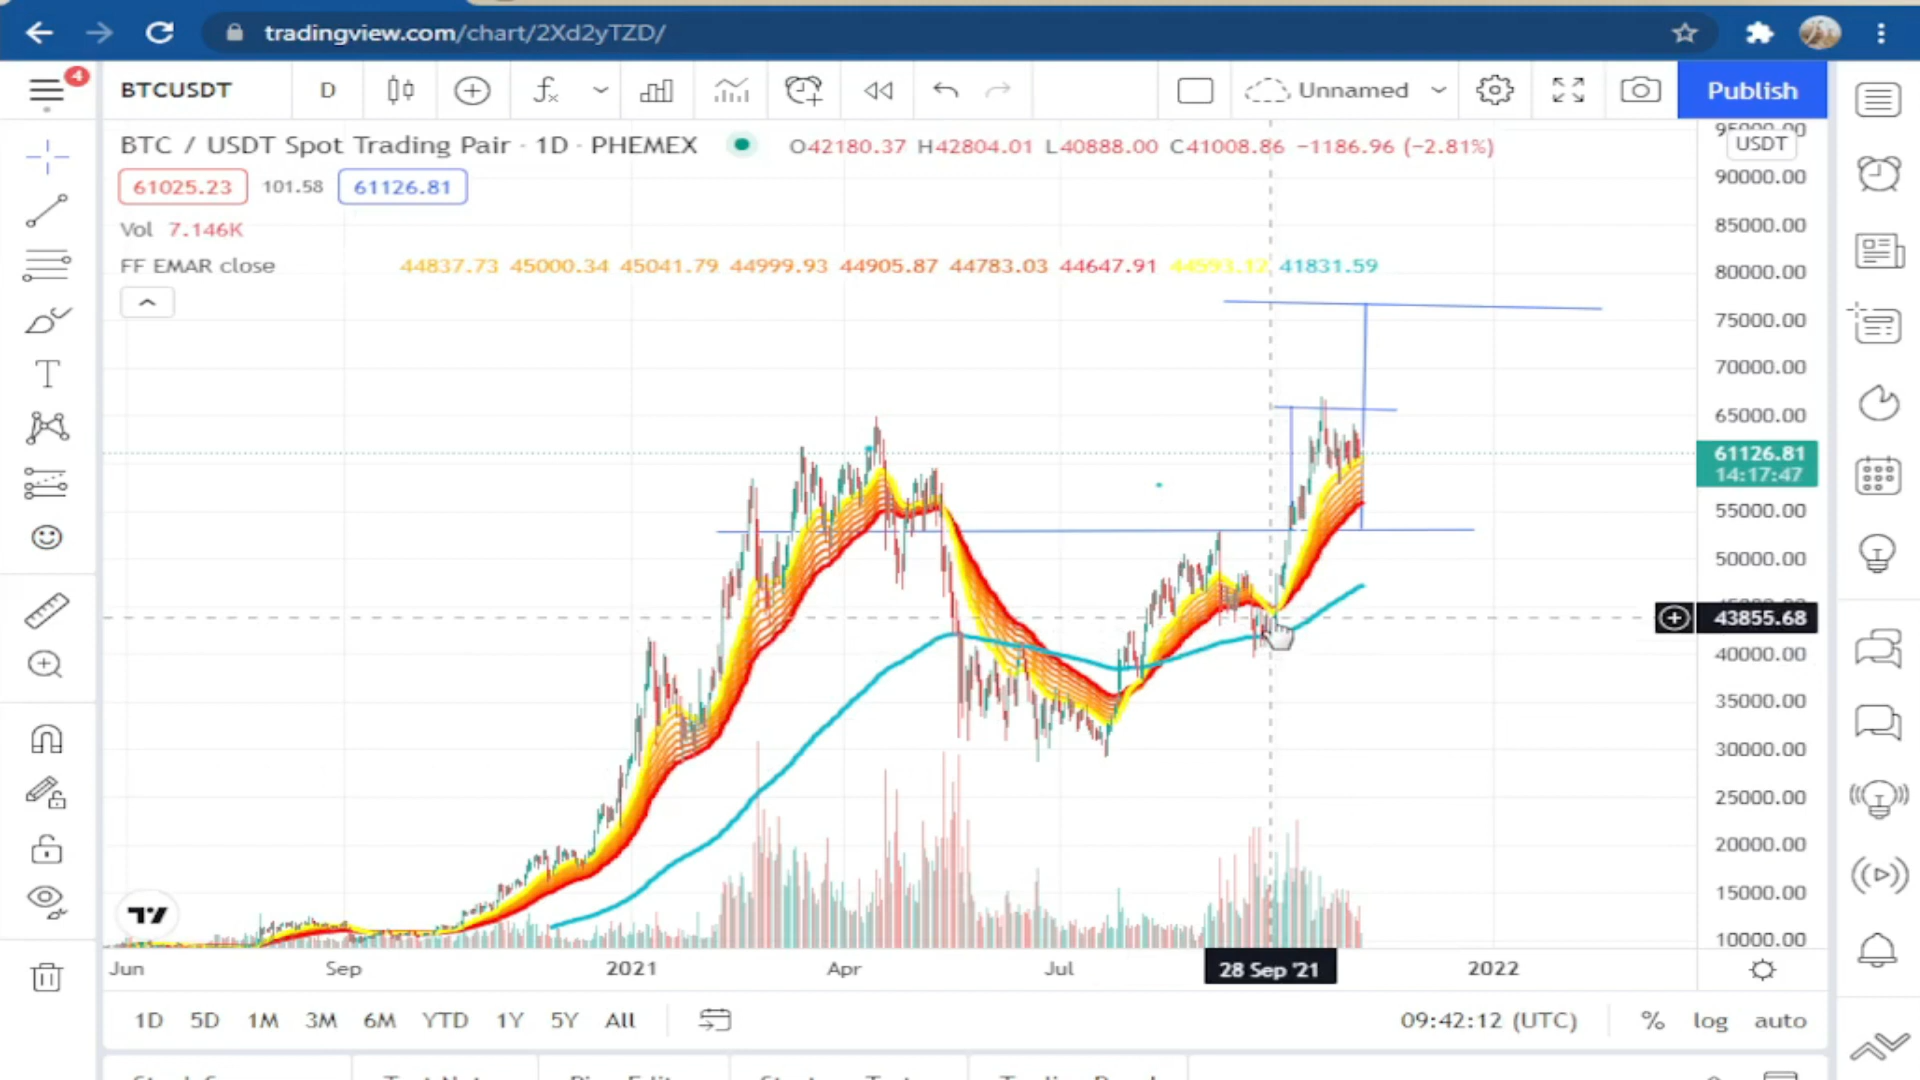 tradingview.com/chart/2Xd2yTZD/
4
BTCUSDT D Unnamed Publish
BTC / USDT Spot Trading Pair · 1D · PHEMEX O42180.37 H42804.01 L40888.00 C41008.86 −1186.96 (−2.81%)
USDT
61025.23 101.58 61126.81
Vol 7.146K
FF EMAR close 44837.73 45000.34 45041.79 44999.93 44905.87 44783.03 44647.91 44593.12 41831.59
95000.00
90000.00
85000.00
80000.00
75000.00
70000.00
65000.00
61126.81
14:17:47
55000.00
50000.00
43855.68
40000.00
35000.00
30000.00
25000.00
20000.00
15000.00
10000.00
Jun Sep 2021 Apr Jul 28 Sep '21 2022
1D 5D 1M 3M 6M YTD 1Y 5Y All 09:42:12 (UTC) % log auto